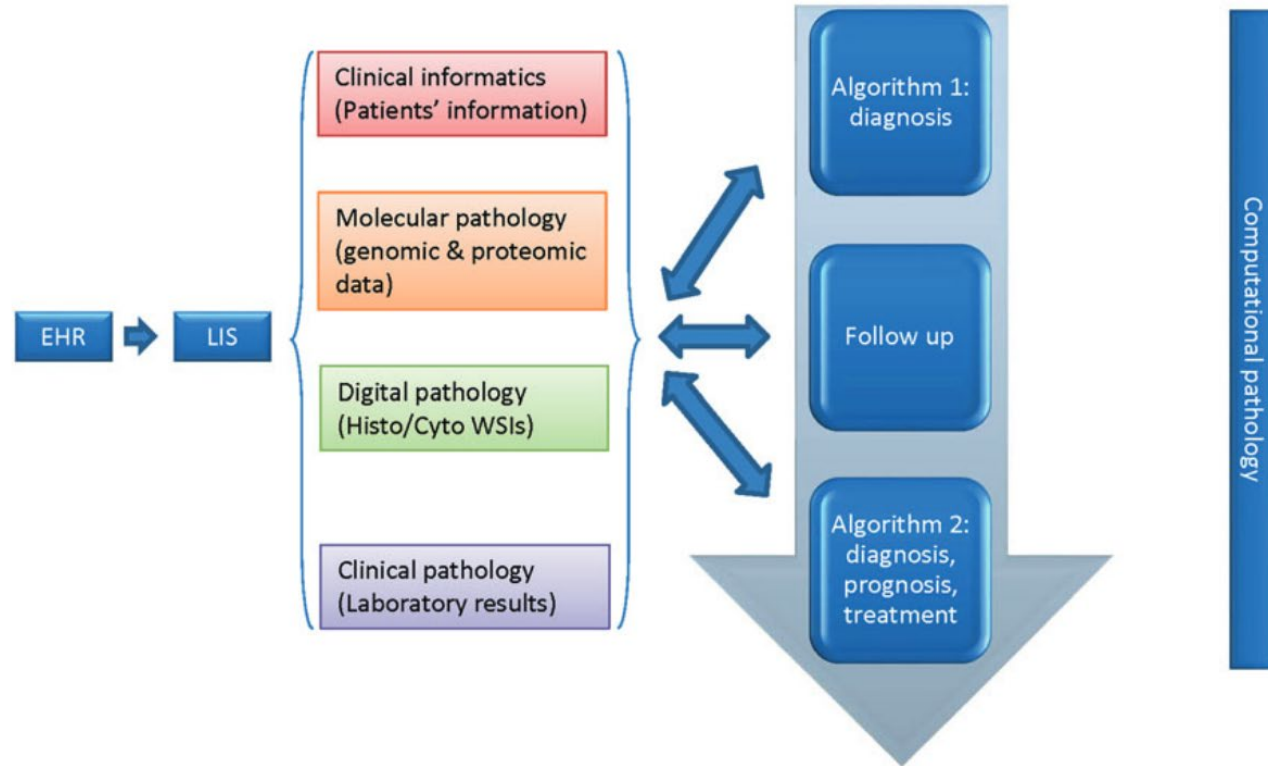 EHR
LIS
Clinical informatics
(Patients' information)
Molecular pathology
(genomic & proteomic
data)
Digital pathology
(Histo/Cyto WSIs)
Clinical pathology
(Laboratory results)
Algorithm 1:
diagnosis
Follow up
Algorithm 2:
diagnosis,
prognosis,
treatment
Computational pathology